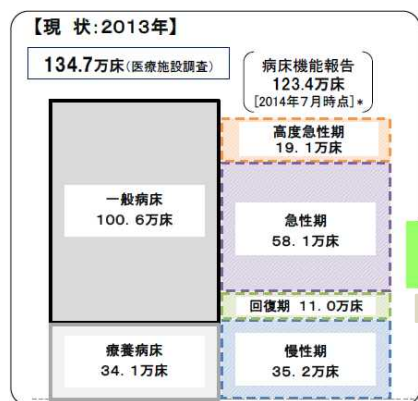 【現 状:2013年】
134.7万床(医療施設調査)
病床機能報告
123.4万床
[2014年7月時点]*
高度急性期
19.1万床
一般病床
100.6万床
急性期
58.1万床
回復期 11.0万床
療養病床
34.1万床
慢性期
35.2万床